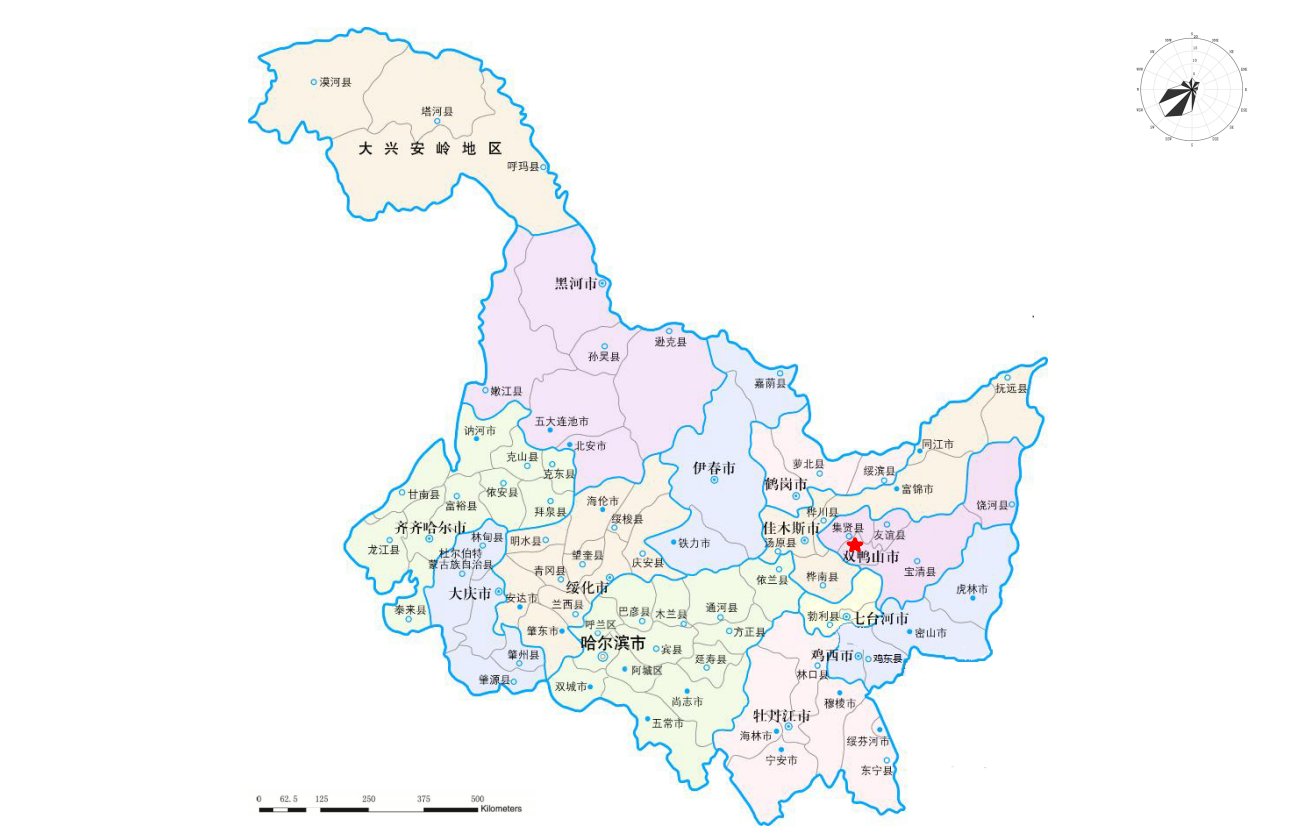 漠河县
塔河县
大兴安岭地区
呼玛县
黑河市
孙吴县
逊克县
嫩江县
嘉荫县
抚远县
五大连池市
讷河市
北安市
同江市
克山县
克东县
伊春市
萝北县
绥滨县
鹤岗市
富锦市
甘南县
富裕县
依安县
拜泉县
海伦市
绥棱县
饶河县
桦川县
齐齐哈尔市
林甸县
明水县
佳木斯市
集贤县
友谊县
龙江县
杜尔伯特
蒙古族自治县
望奎县
庆安县
铁力市
汤原县
双鸭山市
宝清县
青冈县
绥化市
依兰县
桦南县
虎林市
大庆市
安达市
兰西县
泰来县
巴彦县
木兰县
通河县
勃利县
七台河市
呼兰区
肇东市
方正县
密山市
哈尔滨市
宾县
延寿县
鸡西市
鸡东县
肇州县
阿城区
林口县
肇源县
双城市
尚志市
穆棱市
五常市
牡丹江市
海林市
绥芬河市
宁安市
东宁县
0 62.5 125 250 375 500
Kilometers